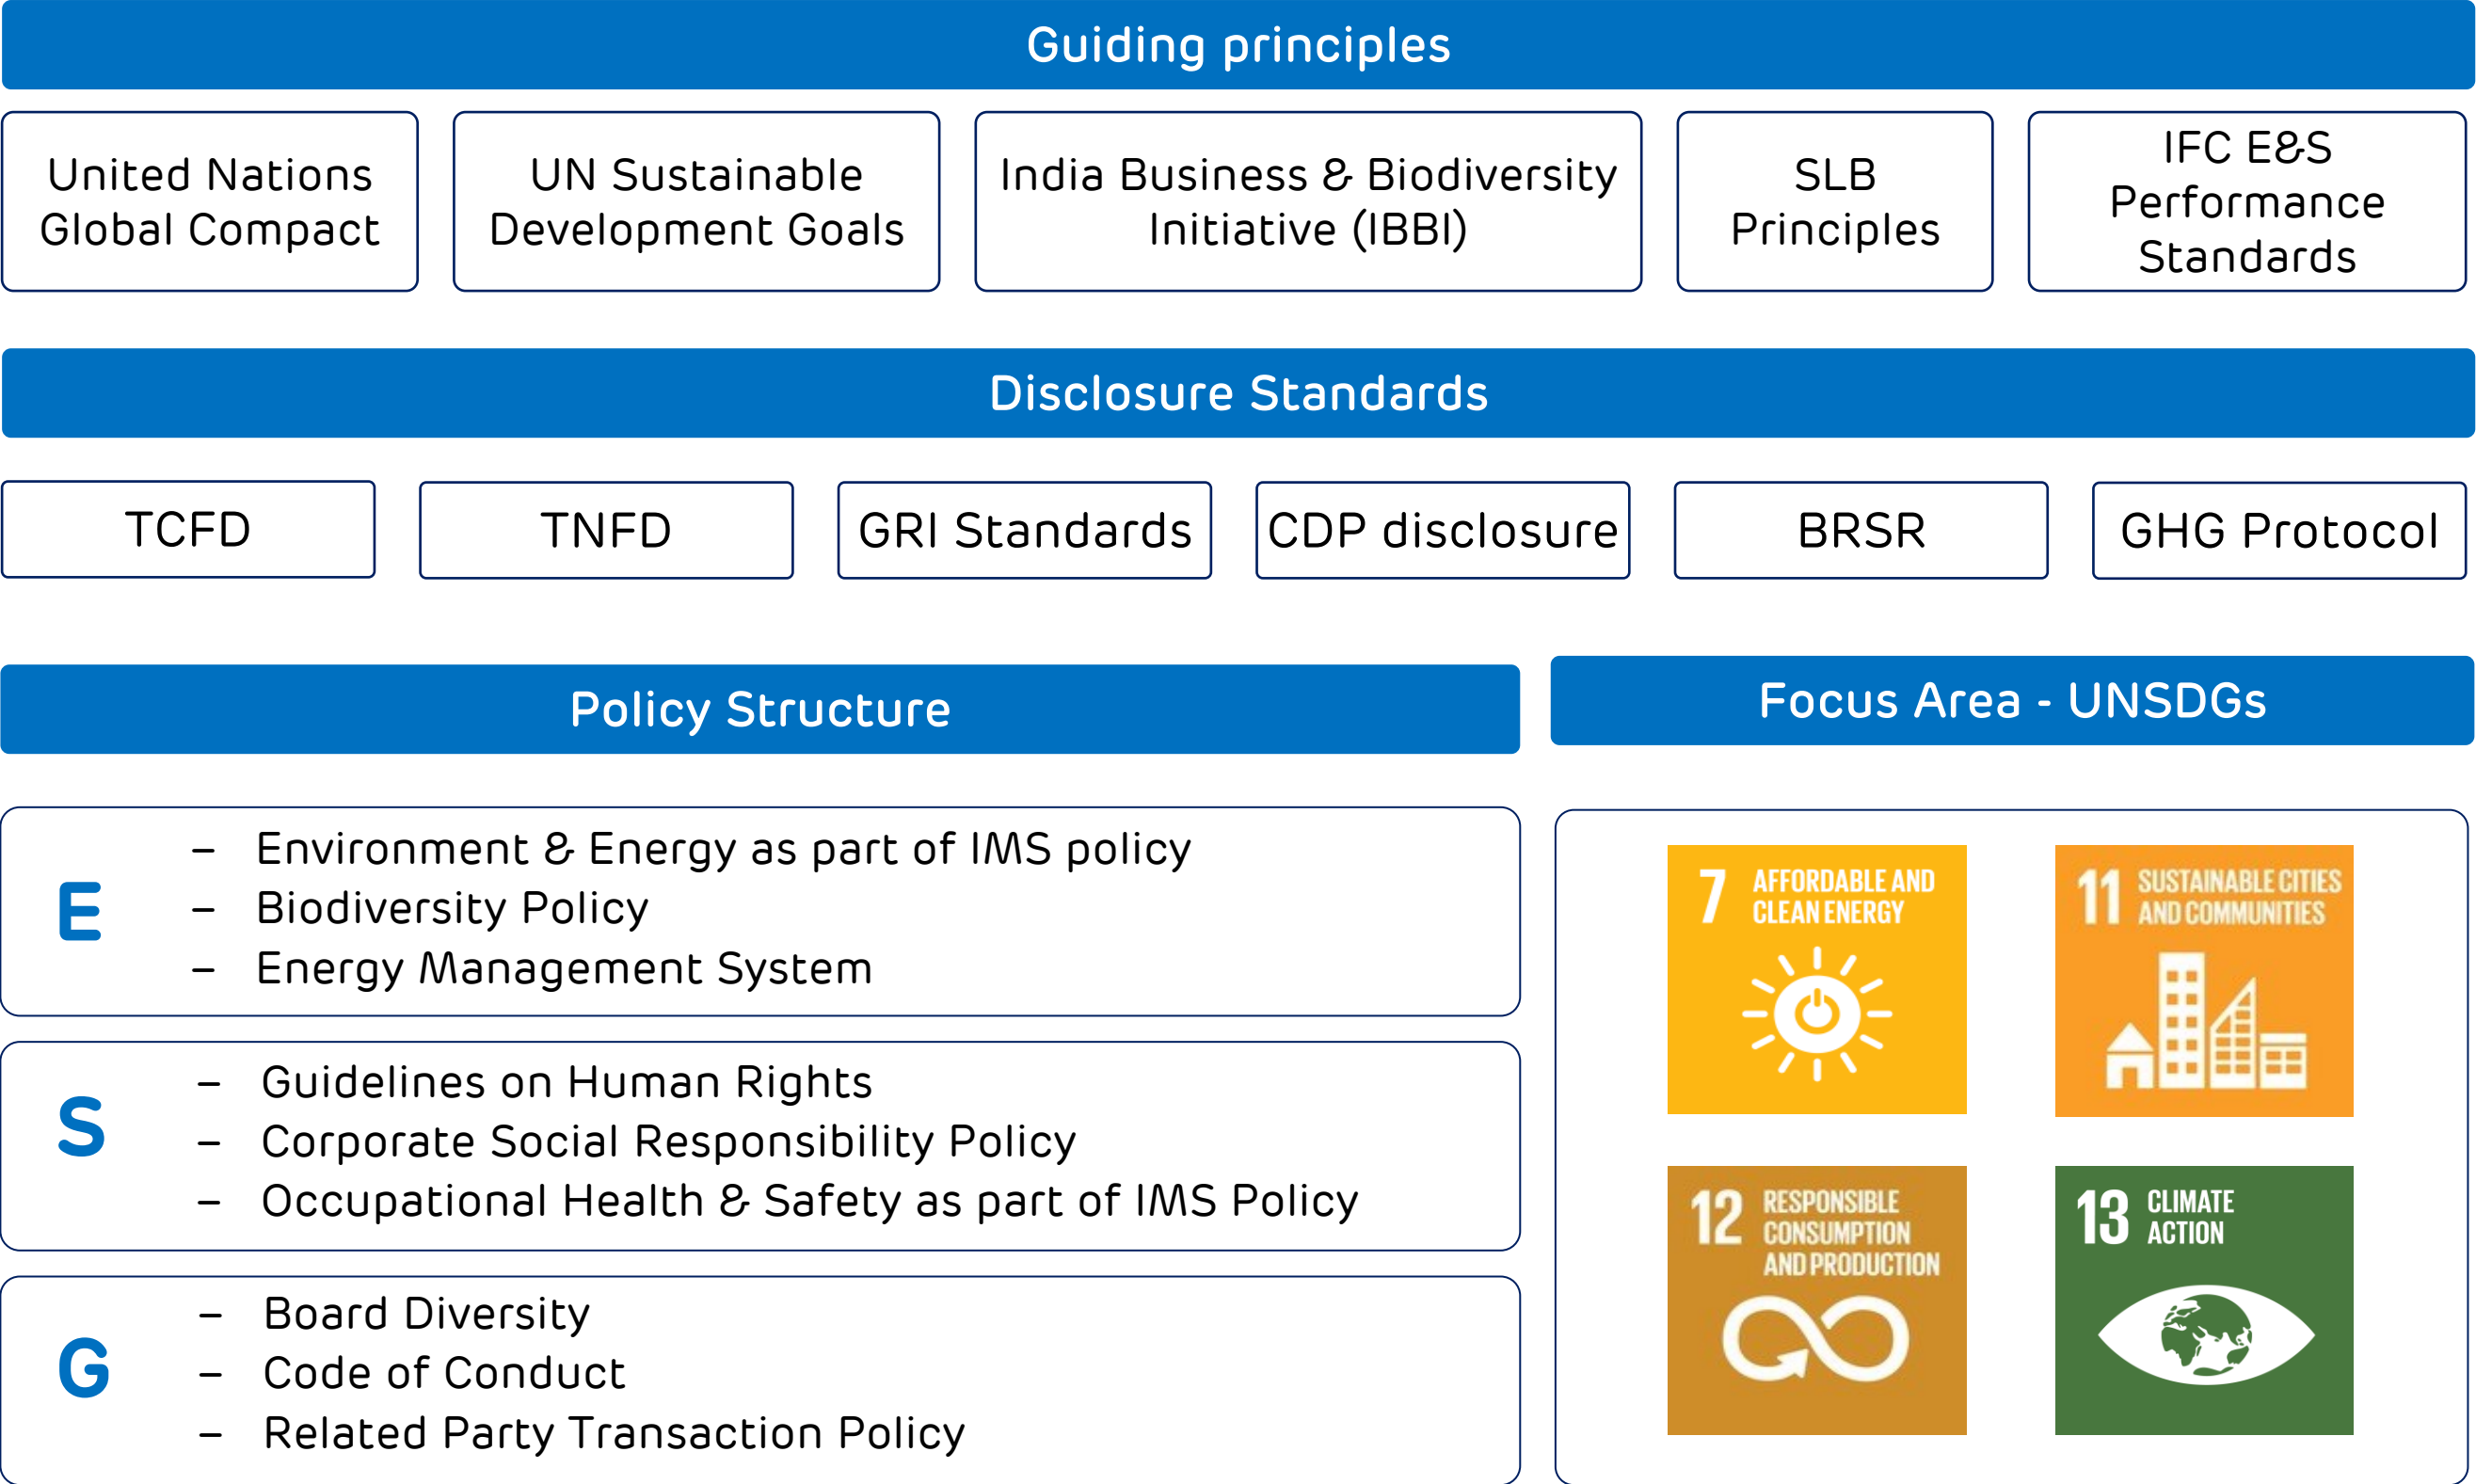 Guiding principles
United Nations
Global Compact
UN Sustainable
Development Goals
India Business & Biodiversity
Initiative (IBBI)
SLB
Principles
IFC E&S
Performance
Standards
Disclosure Standards
TCFD
TNFD
GRI Standards
CDP disclosure
BRSR
GHG Protocol
Policy Structure
E
– Environment & Energy as part of IMS policy
– Biodiversity Policy
– Energy Management System
S
– Guidelines on Human Rights
– Corporate Social Responsibility Policy
– Occupational Health & Safety as part of IMS Policy
G
– Board Diversity
– Code of Conduct
– Related Party Transaction Policy
Focus Area - UNSDGs
7 AFFORDABLE AND
CLEAN ENERGY
11 SUSTAINABLE CITIES
AND COMMUNITIES
12 RESPONSIBLE
CONSUMPTION
AND PRODUCTION
13 CLIMATE
ACTION